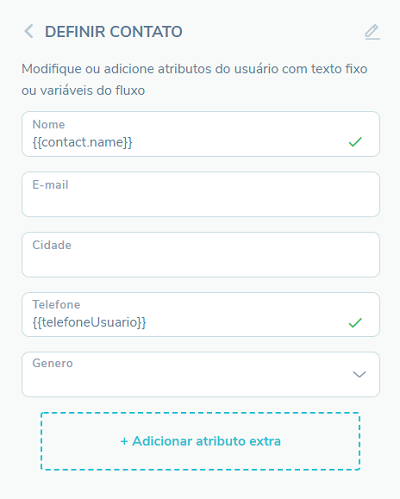 DEFINIR CONTATO
Modifique ou adicione atributos do usuário com texto fixo
ou variáveis do fluxo
Nome
{{contact.name}}
E-mail
Cidade
Telefone
{{telefoneUsuario}}
Genero
+ Adicionar atributo extra